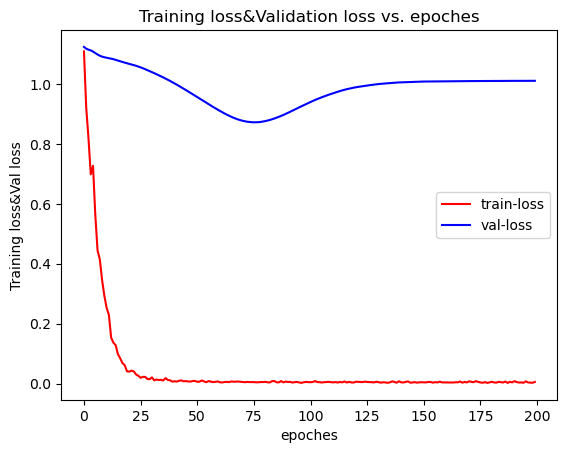 Training loss&Validation loss vs. epoches
Training loss&Val loss
1.0
0.8
0.6
0.4
0.2
0.0
train-loss
val-loss
0 25 50 75 100 125 150 175 200
epoches